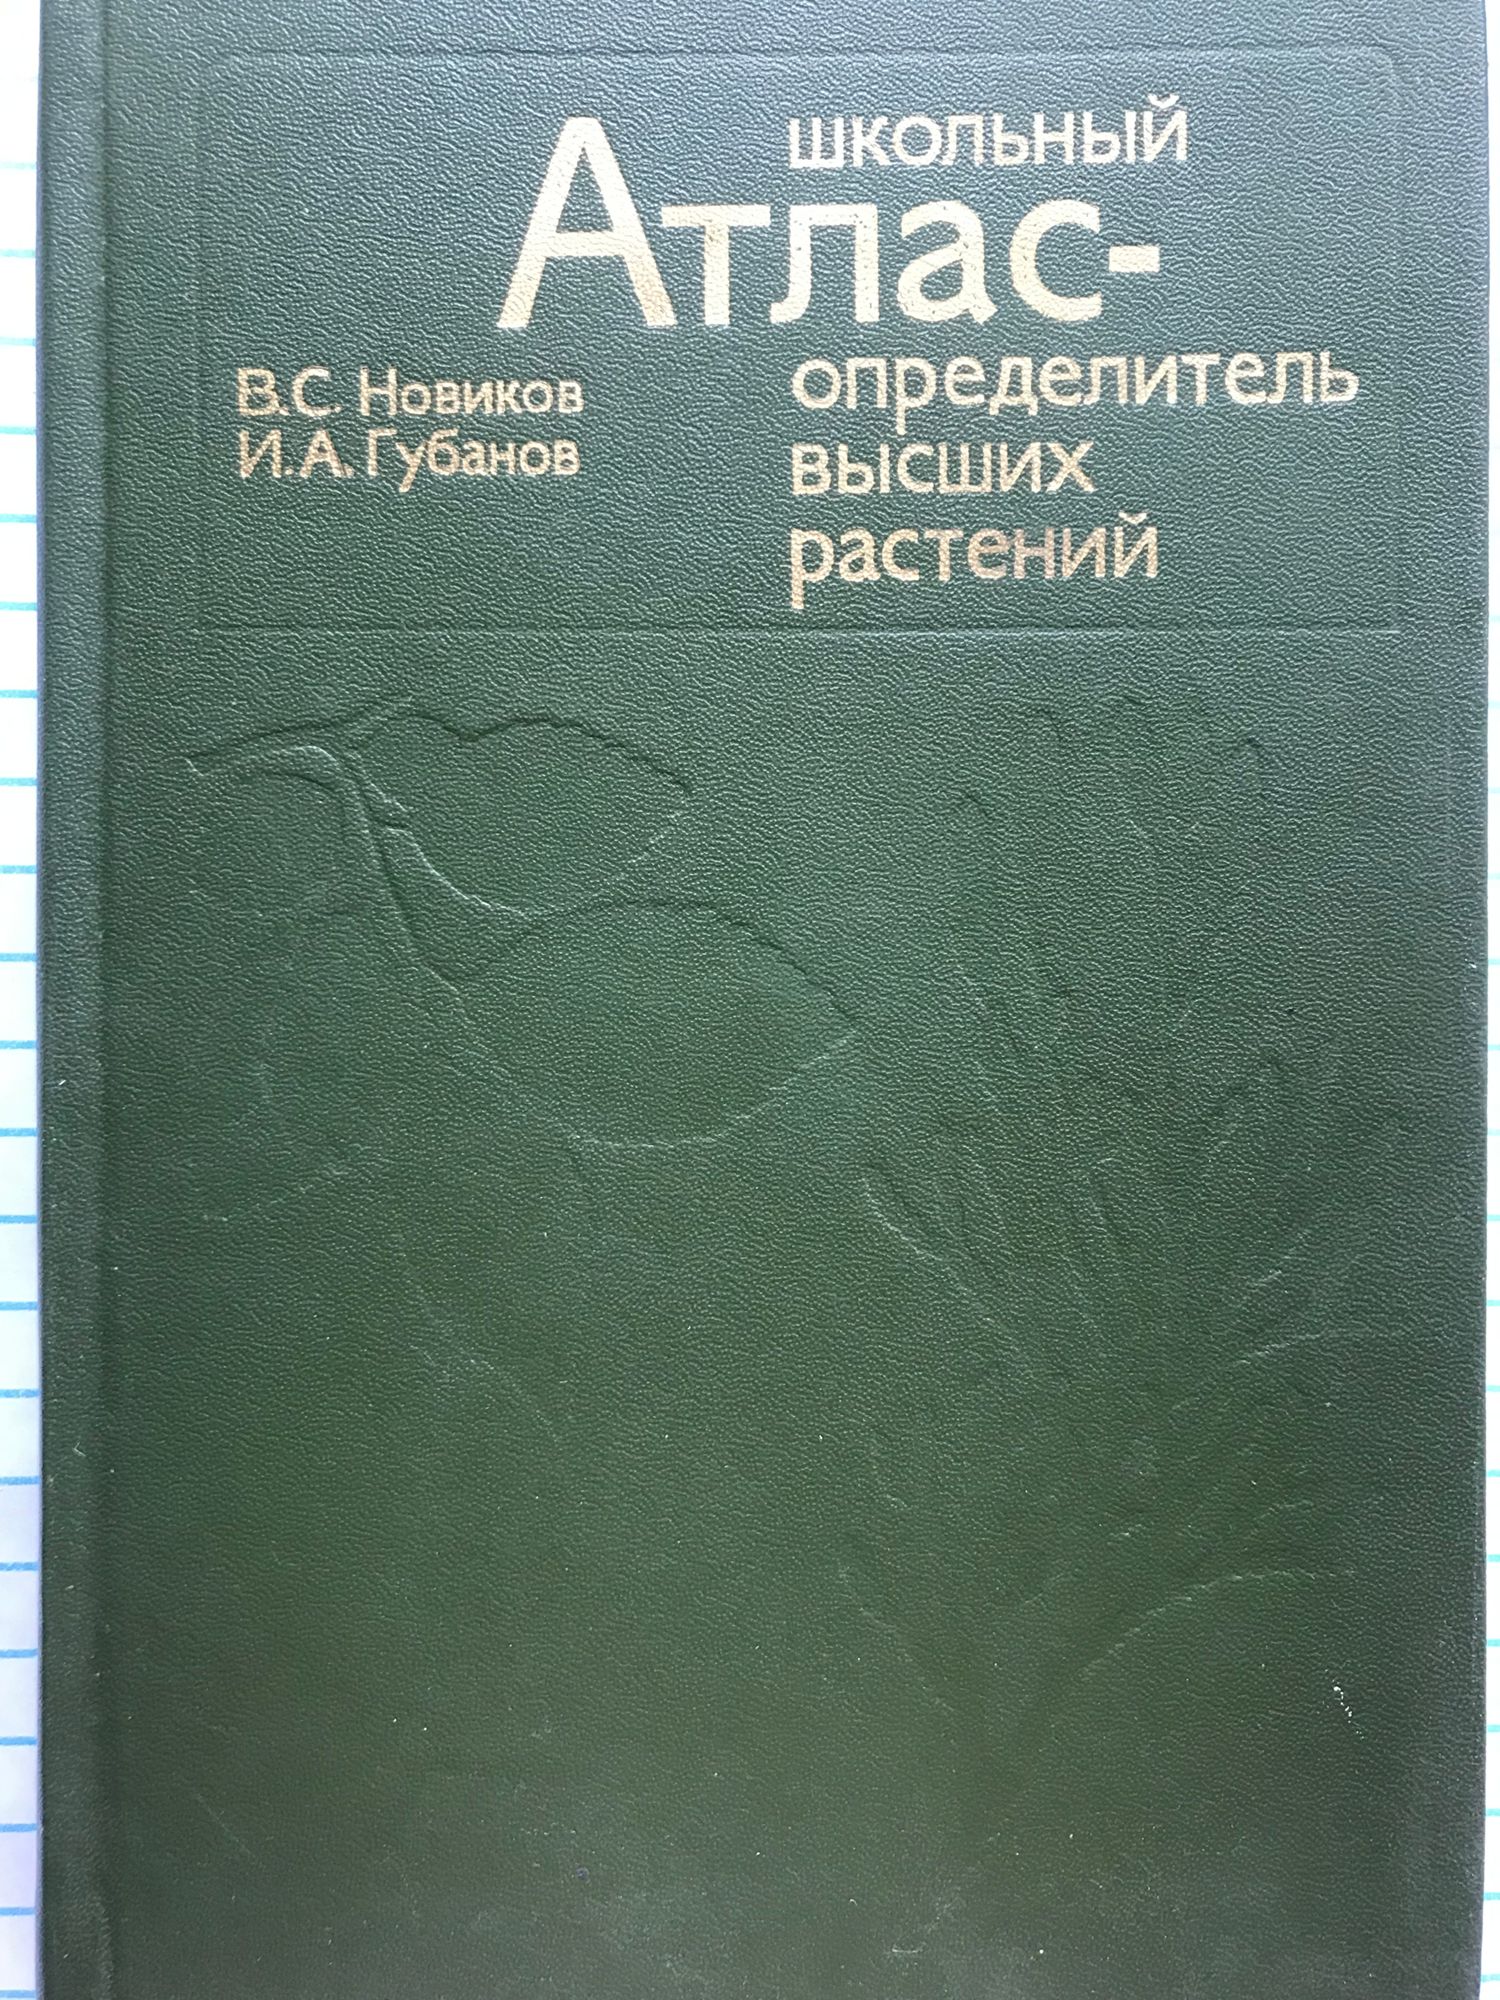 школьный
Атлас-
определитель
высших
растений
В.С. Новиков
И.А. Губанов